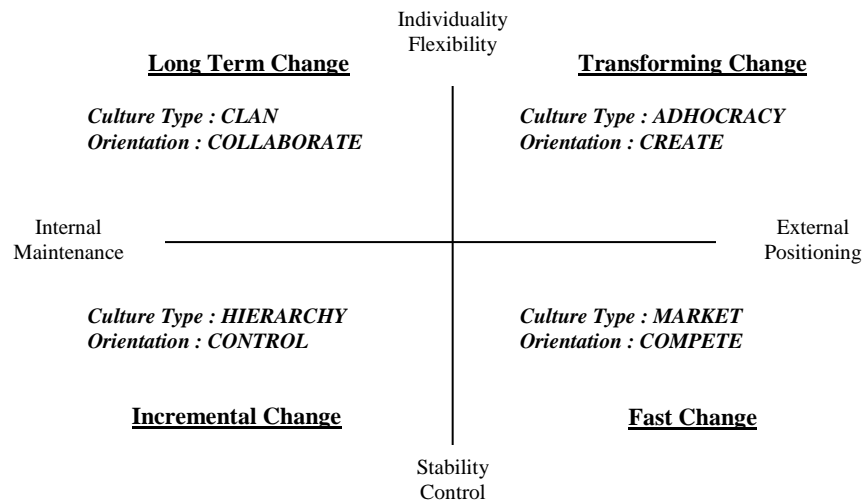 Individuality
Flexibility
Long Term Change
Transforming Change
Culture Type : CLAN
Orientation : COLLABORATE
Culture Type : ADHOCRACY
Orientation : CREATE
Internal
Maintenance
External
Positioning
Culture Type : HIERARCHY
Orientation : CONTROL
Culture Type : MARKET
Orientation : COMPETE
Incremental Change
Fast Change
Stability
Control